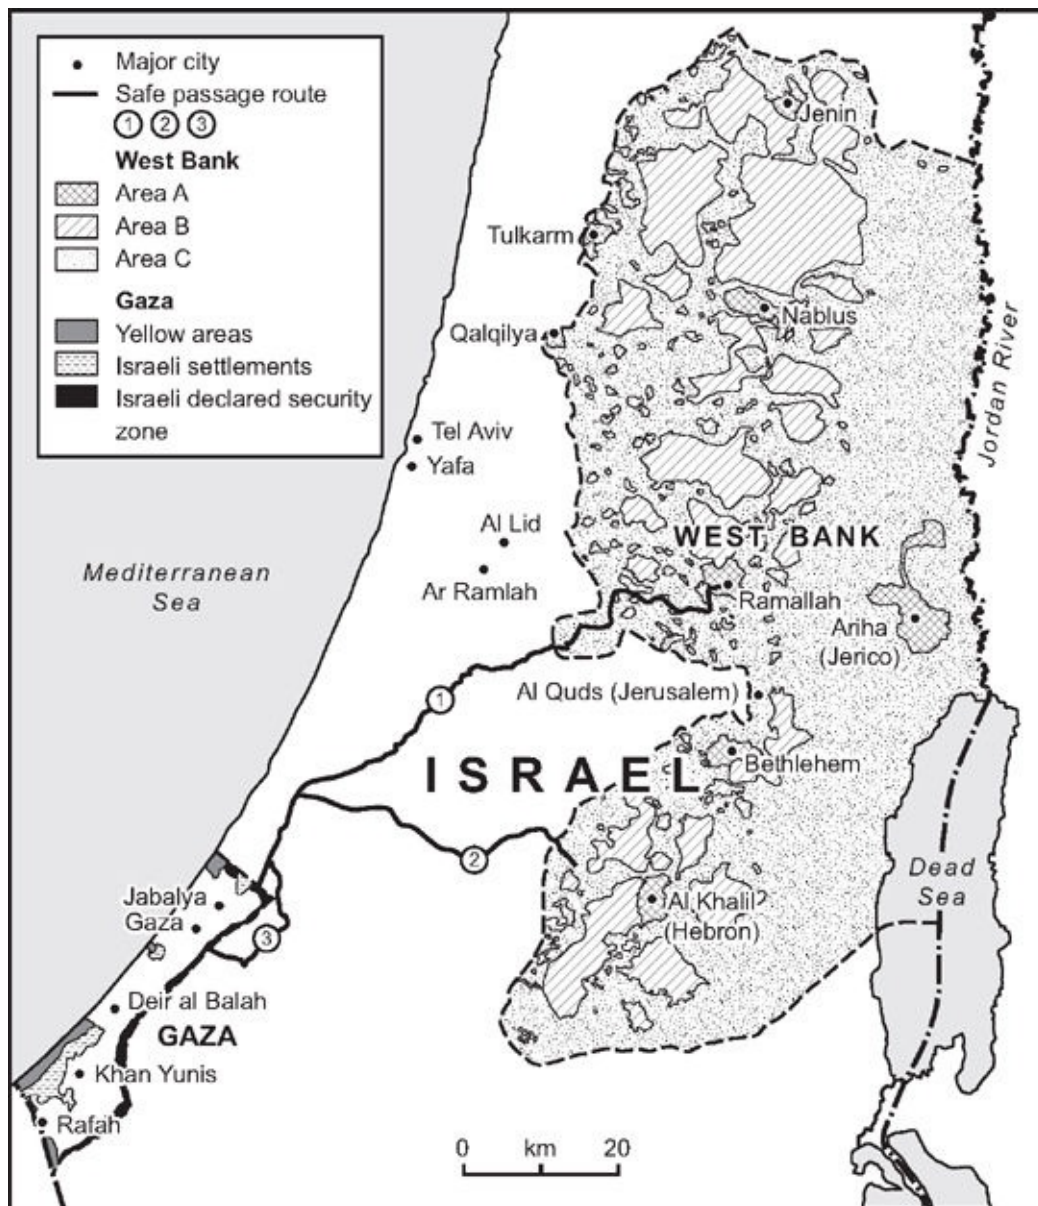 Major city
Safe passage route
1 2 3
West Bank
Area A
Area B
Area C
Gaza
Yellow areas
Israeli settlements
Israeli declared security
zone
Jenin
Tulkarm
Nablus
Qalqilya
Jordan River
Tel Aviv
Yafa
Al Lid
WEST BANK
Mediterranean
Sea
Ar Ramlah
Ramallah
Ariha
(Jerico)
Al Quds (Jerusalem)
1
ISRAEL
Bethlehem
2
Dead
Sea
Jabalya
Gaza
Al Khalil
(Hebron)
3
Deir al Balah
GAZA
Khan Yunis
Rafah
0 km 20